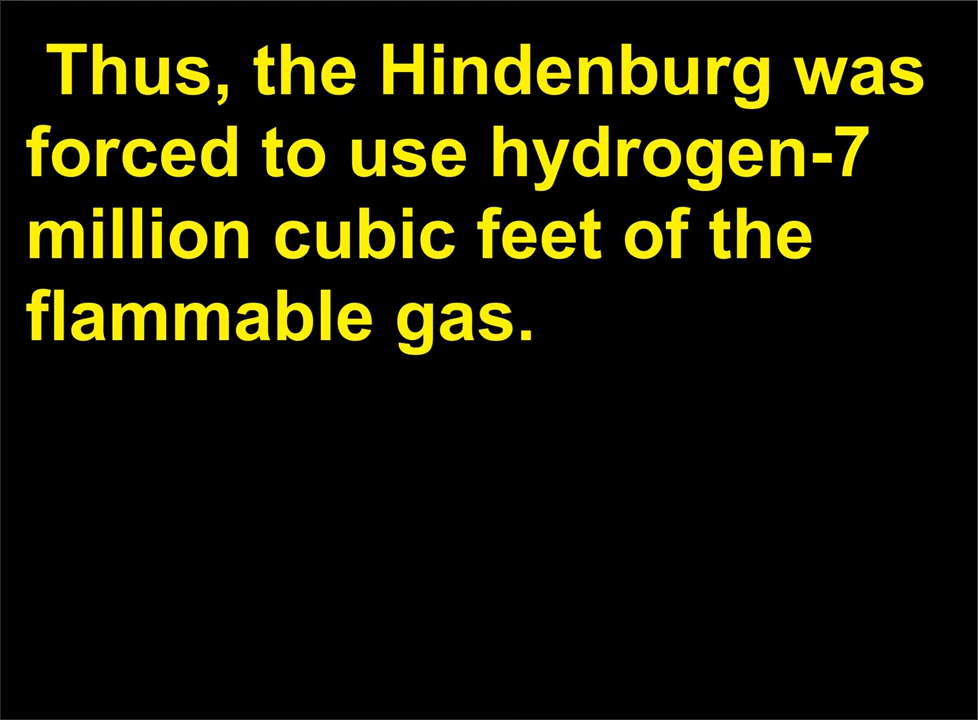 Thus, the Hindenburg was
forced to use hydrogen-7
million cubic feet of the
flammable gas.